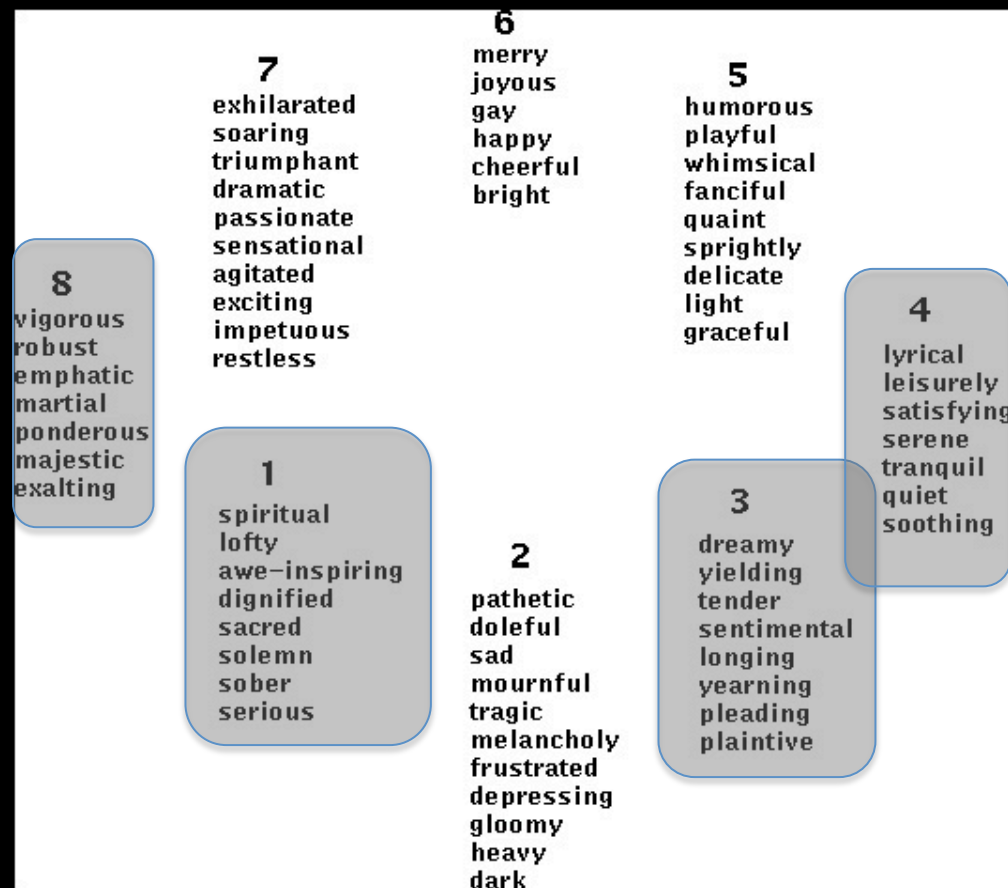 6
merry
joyous
gay
happy
cheerful
bright
7
exhilarated
soaring
triumphant
dramatic
passionate
sensational
agitated
exciting
impetuous
restless
5
humorous
playful
whimsical
fanciful
quaint
sprightly
delicate
light
graceful
8
vigorous
robust
emphatic
martial
ponderous
majestic
exalting
4
lyrical
leisurely
satisfying
serene
tranquil
quiet
soothing
1
spiritual
lofty
awe-inspiring
dignified
sacred
solemn
sober
serious
3
dreamy
yielding
tender
sentimental
longing
yearning
pleading
plaintive
2
pathetic
doleful
sad
mournful
tragic
melancholy
frustrated
depressing
gloomy
heavy
dark